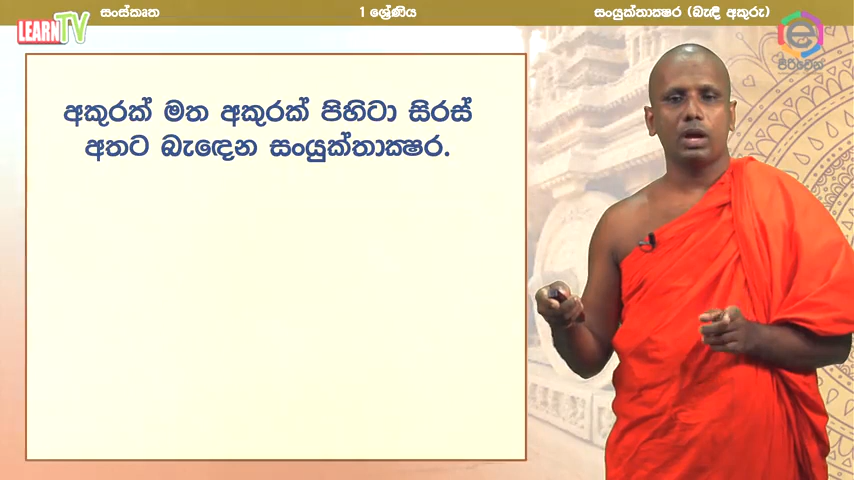 සංස්කෘත
1 ශ්‍රේණිය
සංයුක්තාක්‍ෂර (බැඳි අකුරු)
LEARN TV
පිරිවෙන්
අකුරක් මත අකුරක් පිහිටා සිරස්
අතට බැඳෙන සංයුක්තාක්‍ෂර.